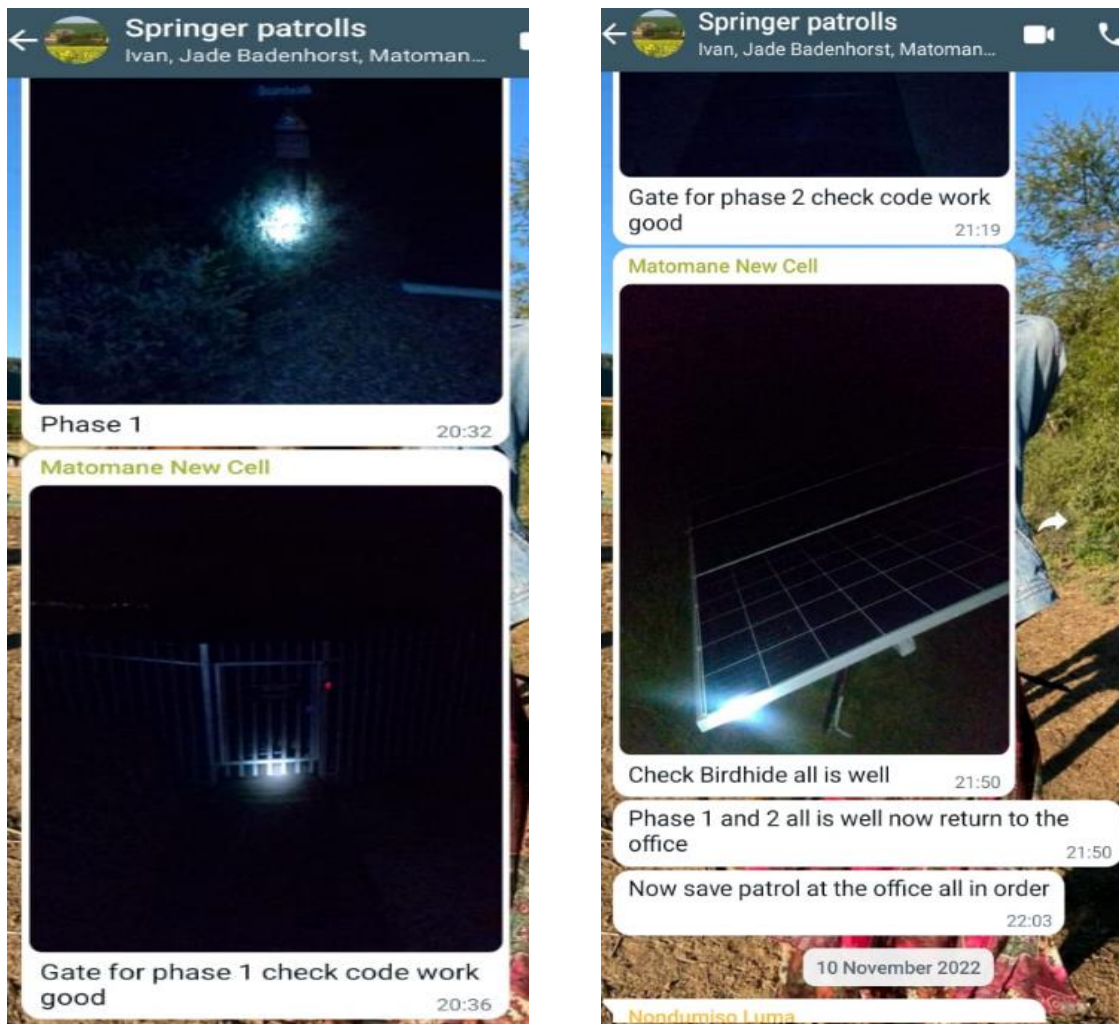 Springer patrolls
Ivan, Jade Badenhorst, Matoman...
Boardwalk
Phase 1
20:32
Matomane New Cell
Gate for phase 1 check code work
good
20:36
Springer patrolls
Ivan, Jade Badenhorst, Matoman...
Gate for phase 2 check code work
good
21:19
Matomane New Cell
Check Birdhide all is well
21:50
Phase 1 and 2 all is well now return to the
office
21:50
Now save patrol at the office all in order
22:03
10 November 2022
Nondumiso Luma